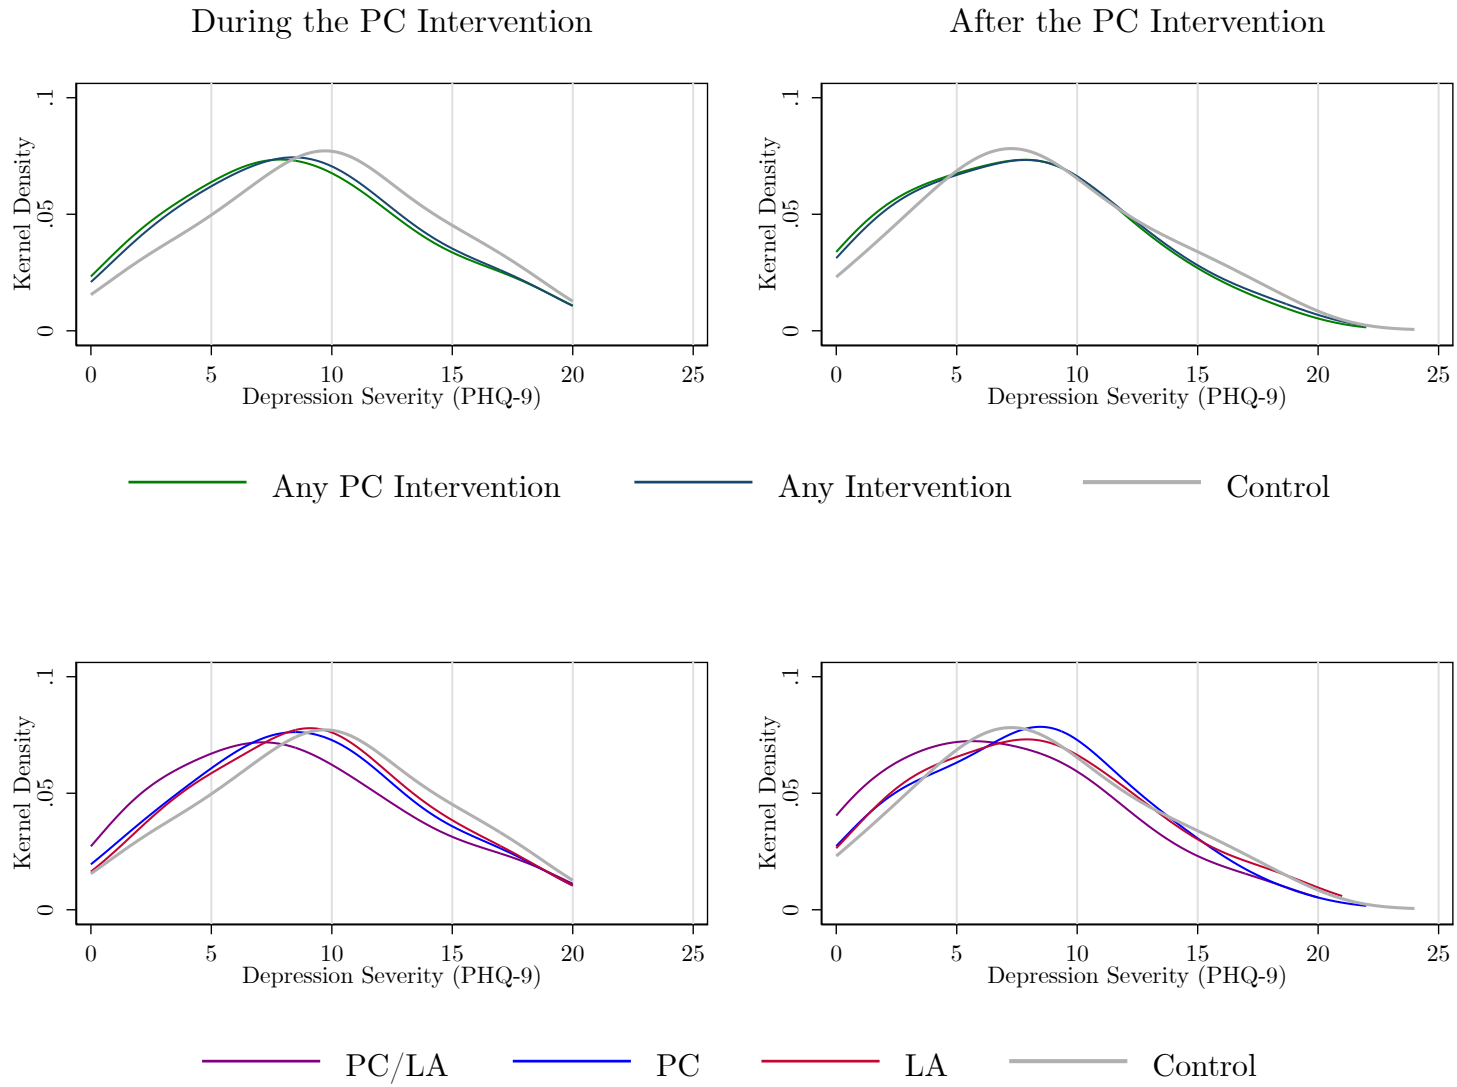 During the PC Intervention
After the PC Intervention
Kernel Density
0 .05 .1
0 5 10 15 20 25
Depression Severity (PHQ-9)
Kernel Density
0 .05 .1
0 5 10 15 20 25
Depression Severity (PHQ-9)
Any PC Intervention Any Intervention Control
Kernel Density
0 .05 .1
0 5 10 15 20 25
Depression Severity (PHQ-9)
Kernel Density
0 .05 .1
0 5 10 15 20 25
Depression Severity (PHQ-9)
PC/LA PC LA Control